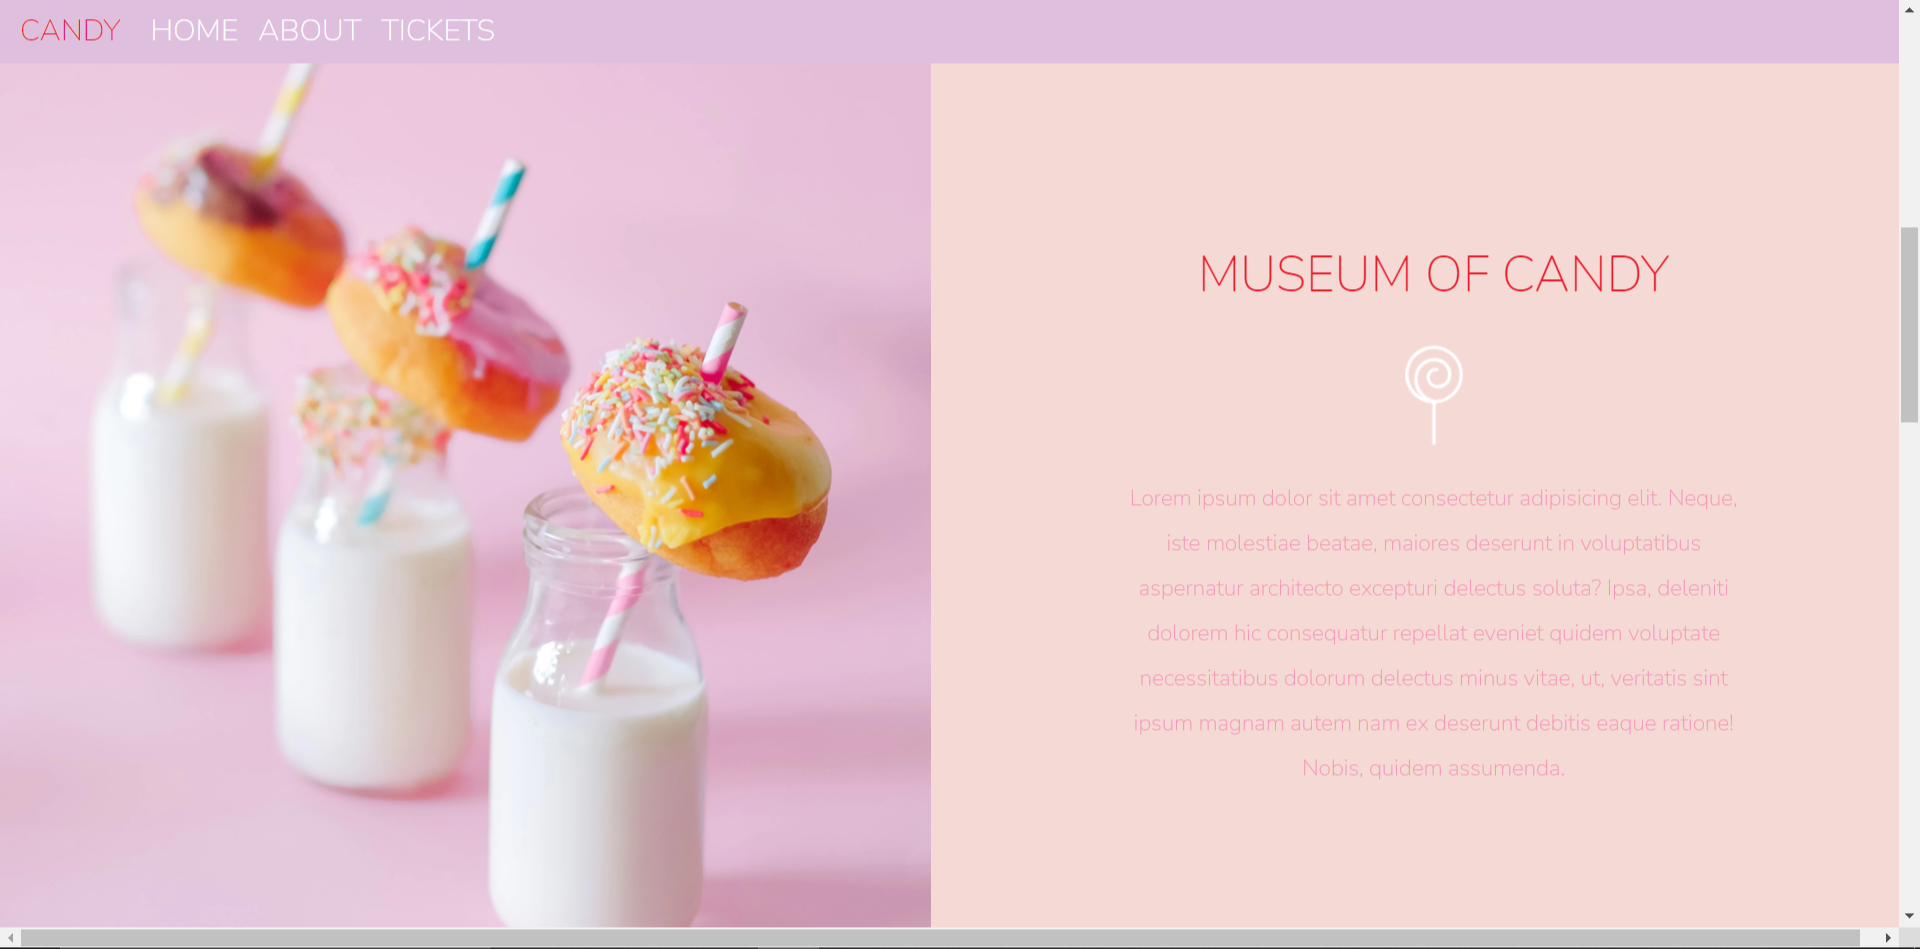 CANDY HOME ABOUT TICKETS
MUSEUM OF CANDY
Lorem ipsum dolor sit amet consectetur adipisicing elit. Neque,
iste molestiae beatae, maiores deserunt in voluptatibus
aspernatur architecto excepturi delectus soluta? Ipsa, deleniti
dolorem hic consequatur repellat eveniet quidem voluptate
necessitatibus dolorum delectus minus vitae, ut, veritatis sint
ipsum magnam autem nam ex deserunt debitis eaque ratione!
Nobis, quidem assumenda.